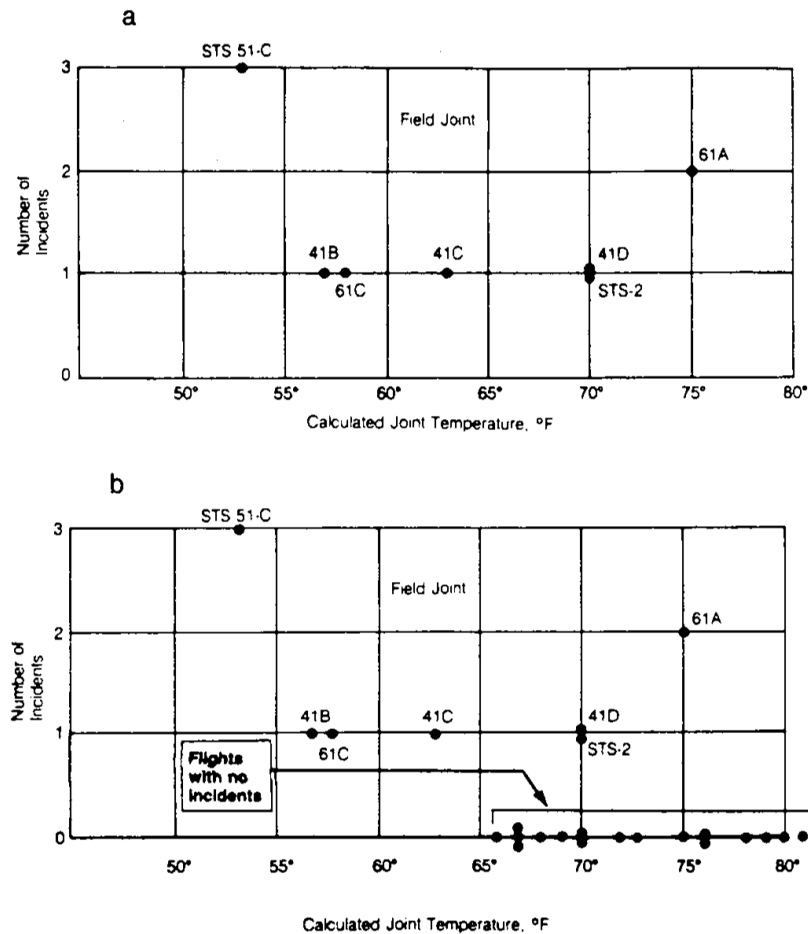 a
STS 51-C
3
Field Joint
61A
2
Number of
Incidents
41B
41C
41D
1
61C
STS-2
0
50° 55° 60° 65° 70° 75° 80°
Calculated Joint Temperature, °F
b
STS 51-C
3
Field Joint
61A
2
Number of
Incidents
41B
41C
41D
1
61C
STS-2
Flights
with no
incidents
0
50° 55° 60° 65° 70° 75° 80°
Calculated Joint Temperature, °F